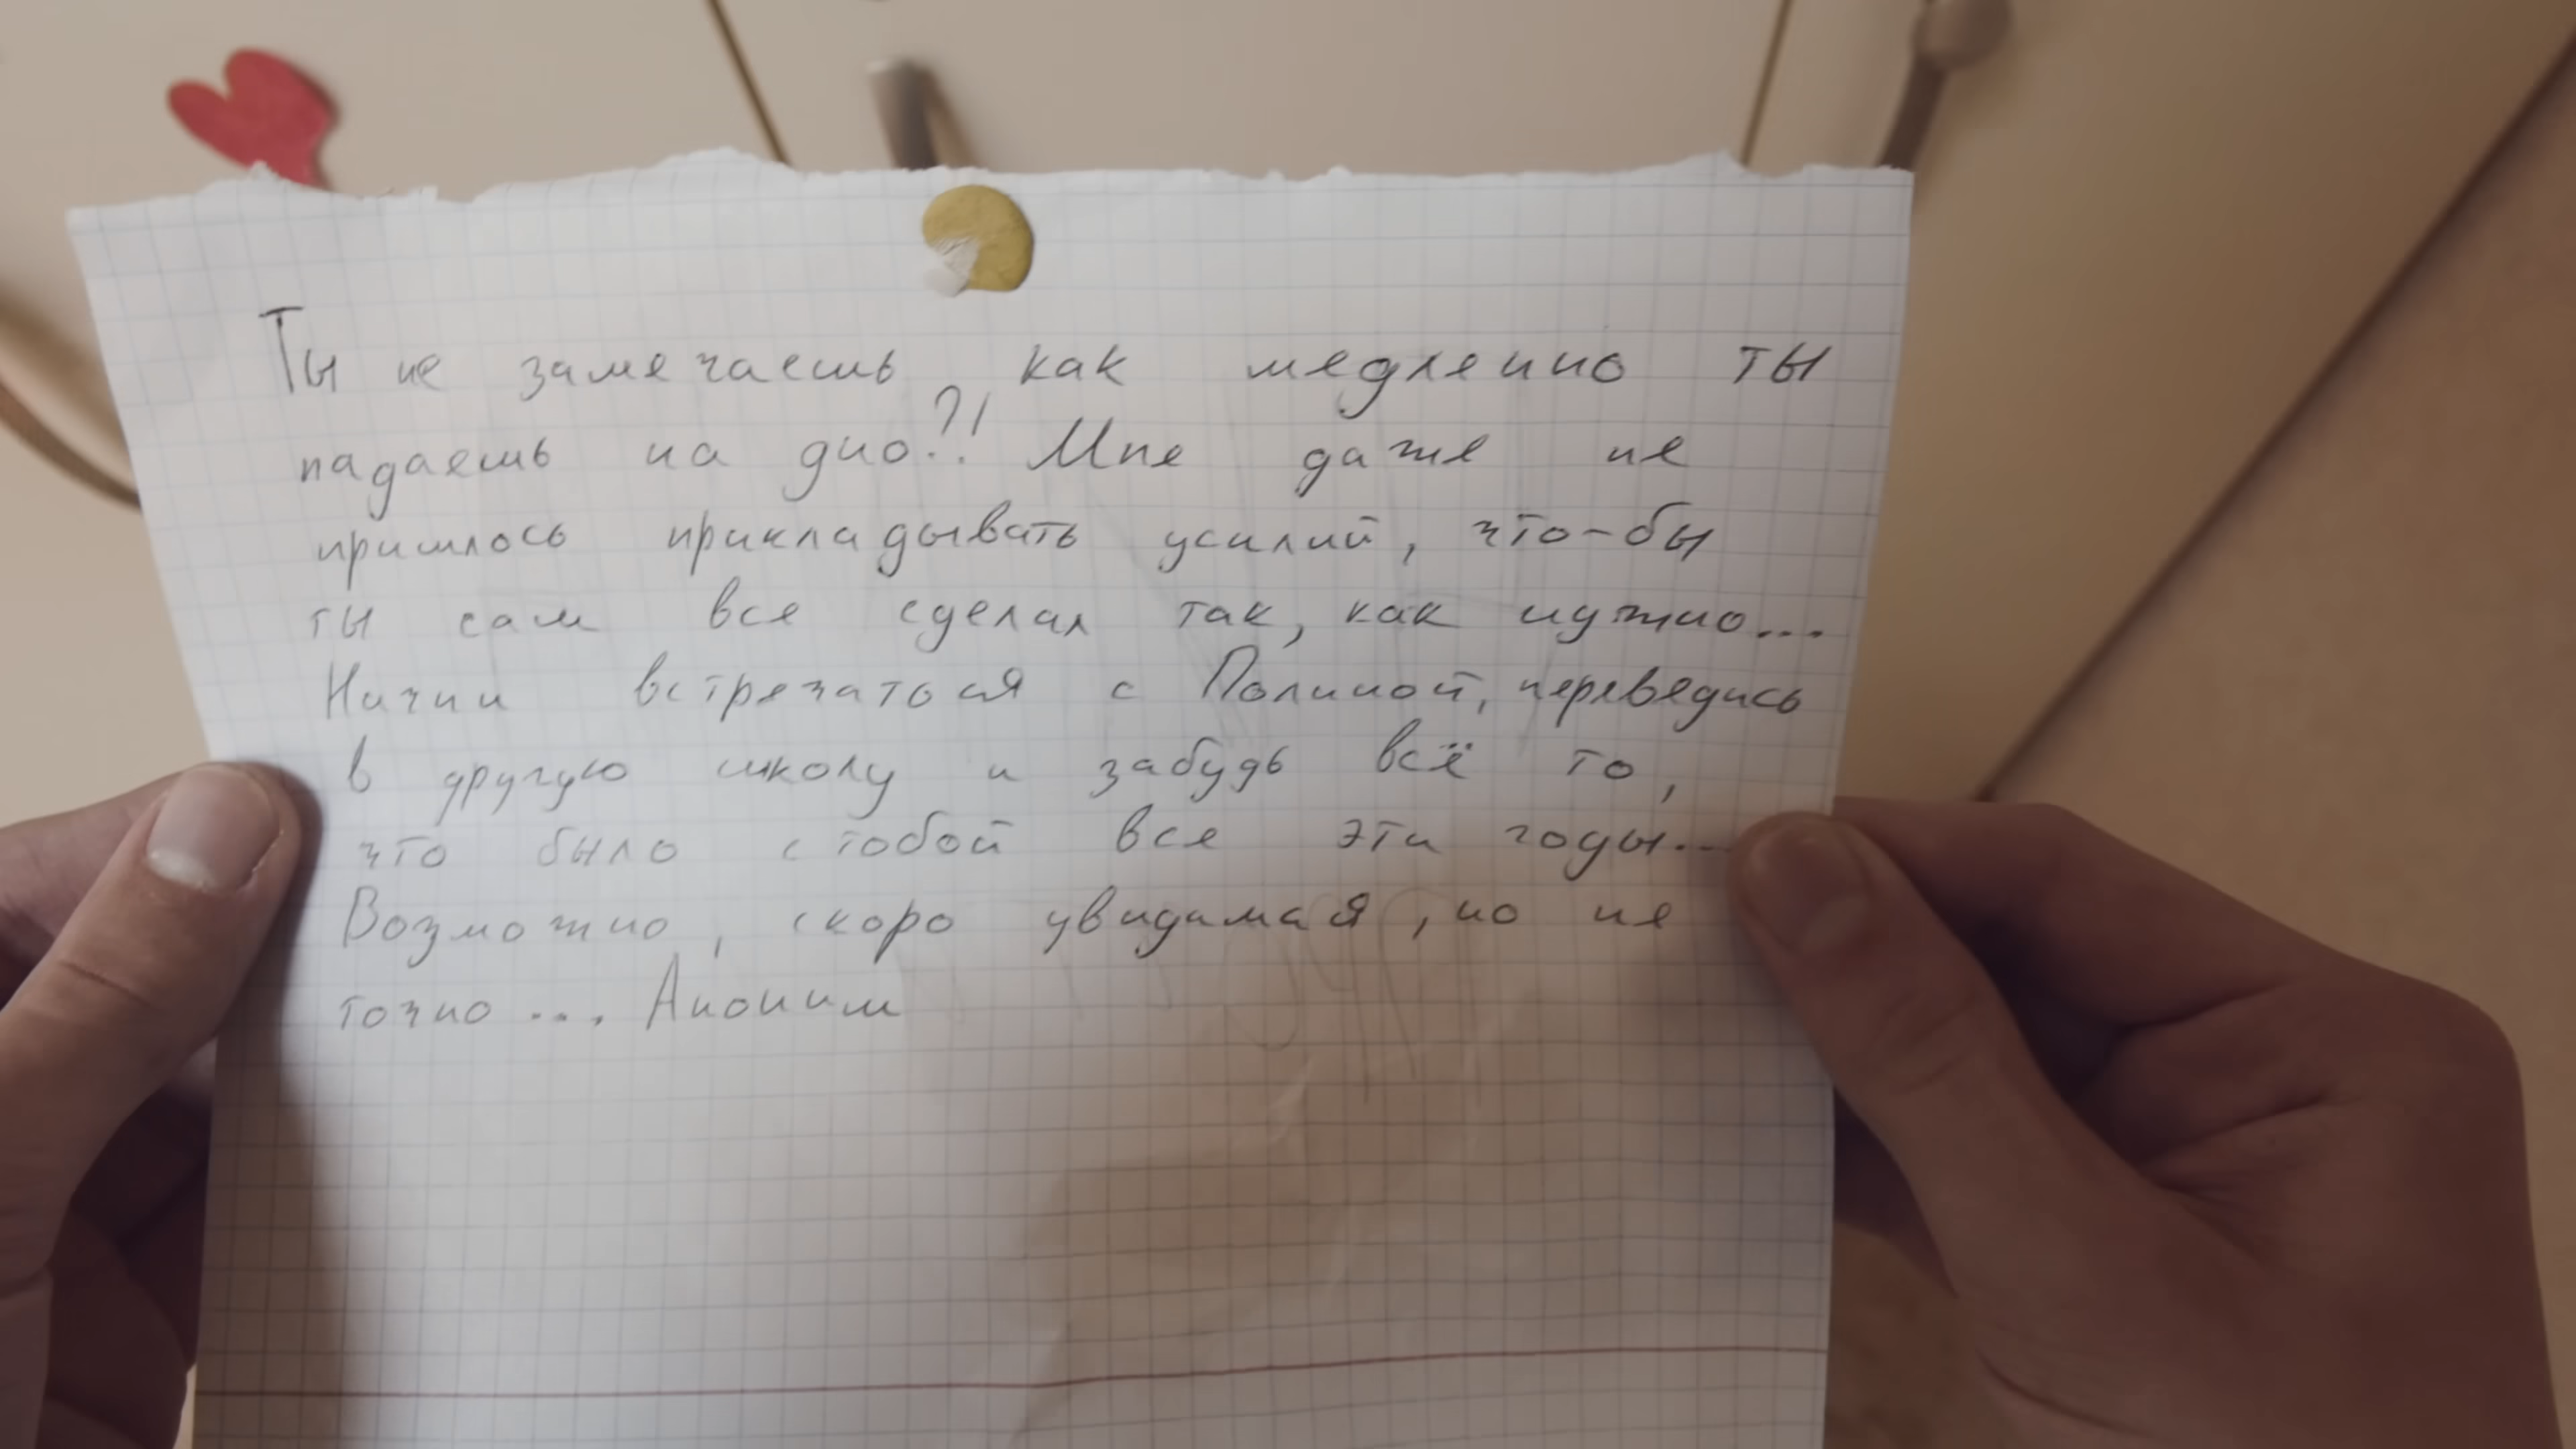 Ты не замечаешь как медленно ты
падаешь на дно?! Мне даже не
пришлось прикладывать усилий, что-бы
ты сам все сделал так, как нужно...
Начни встречаться с Полиной, переведись
в другую школу и забудь всё то,
что было с тобой все эти годы...
Возможно, скоро увидимся, но не
точно... Аноним